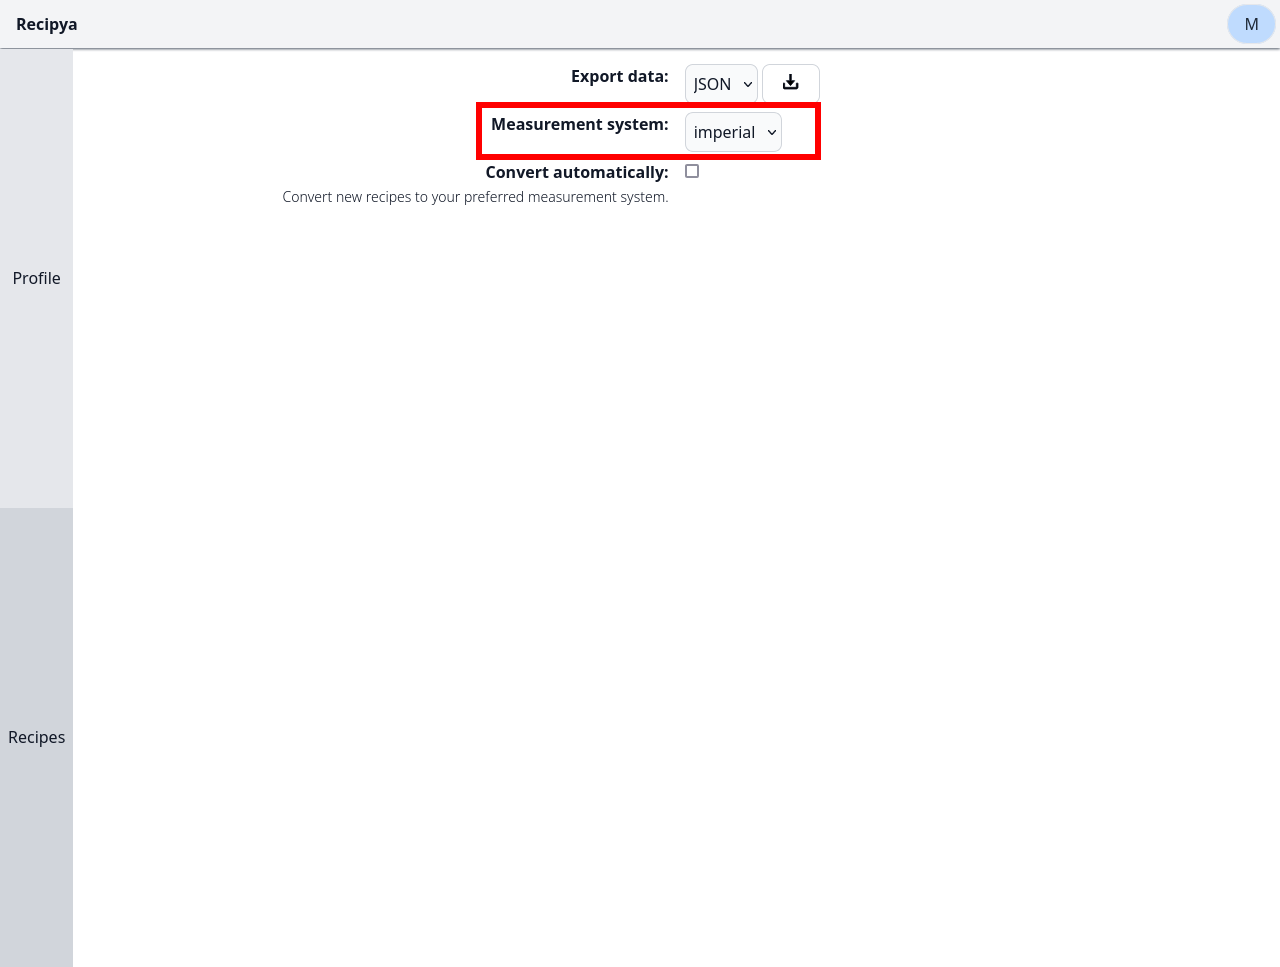 Recipya
M
Export data:
JSON
Measurement system:
imperial
Convert automatically:
Convert new recipes to your preferred measurement system.
Profile
Recipes